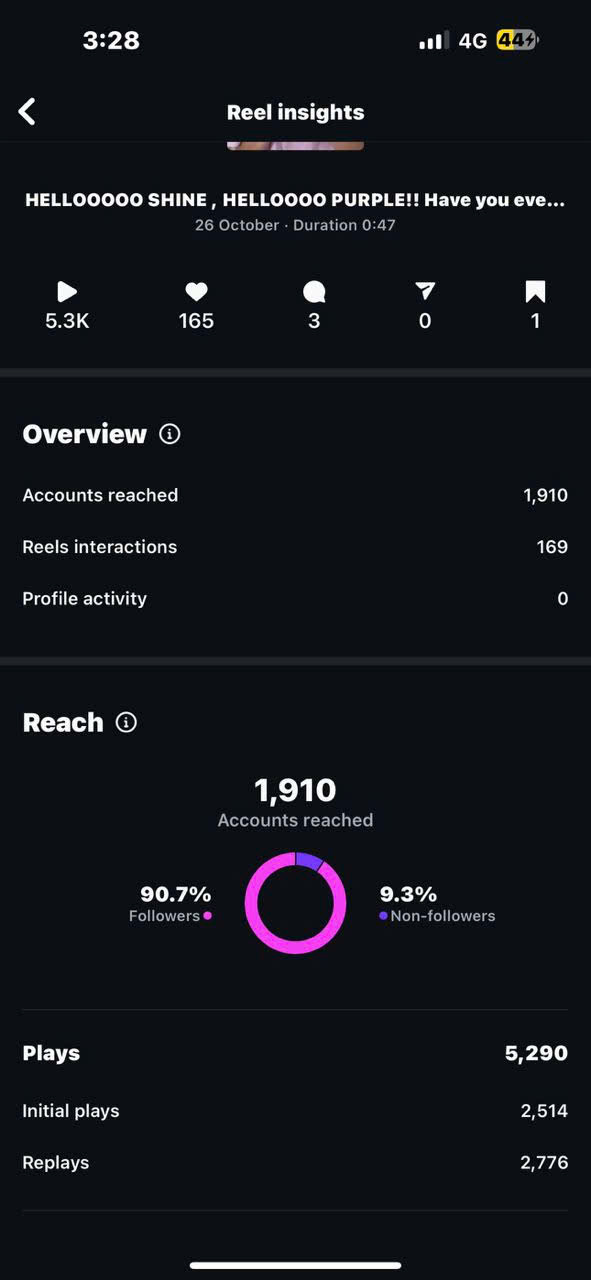 3:28
4G
44
Reel insights
HELLOOOOO SHINE , HELLOOOO PURPLE!! Have you eve...
26 October · Duration 0:47
5.3K 165 3 0 1
Overview
Accounts reached 1,910
Reels interactions 169
Profile activity 0
Reach
1,910
Accounts reached
90.7% 9.3%
Followers Non-followers
Plays 5,290
Initial plays 2,514
Replays 2,776